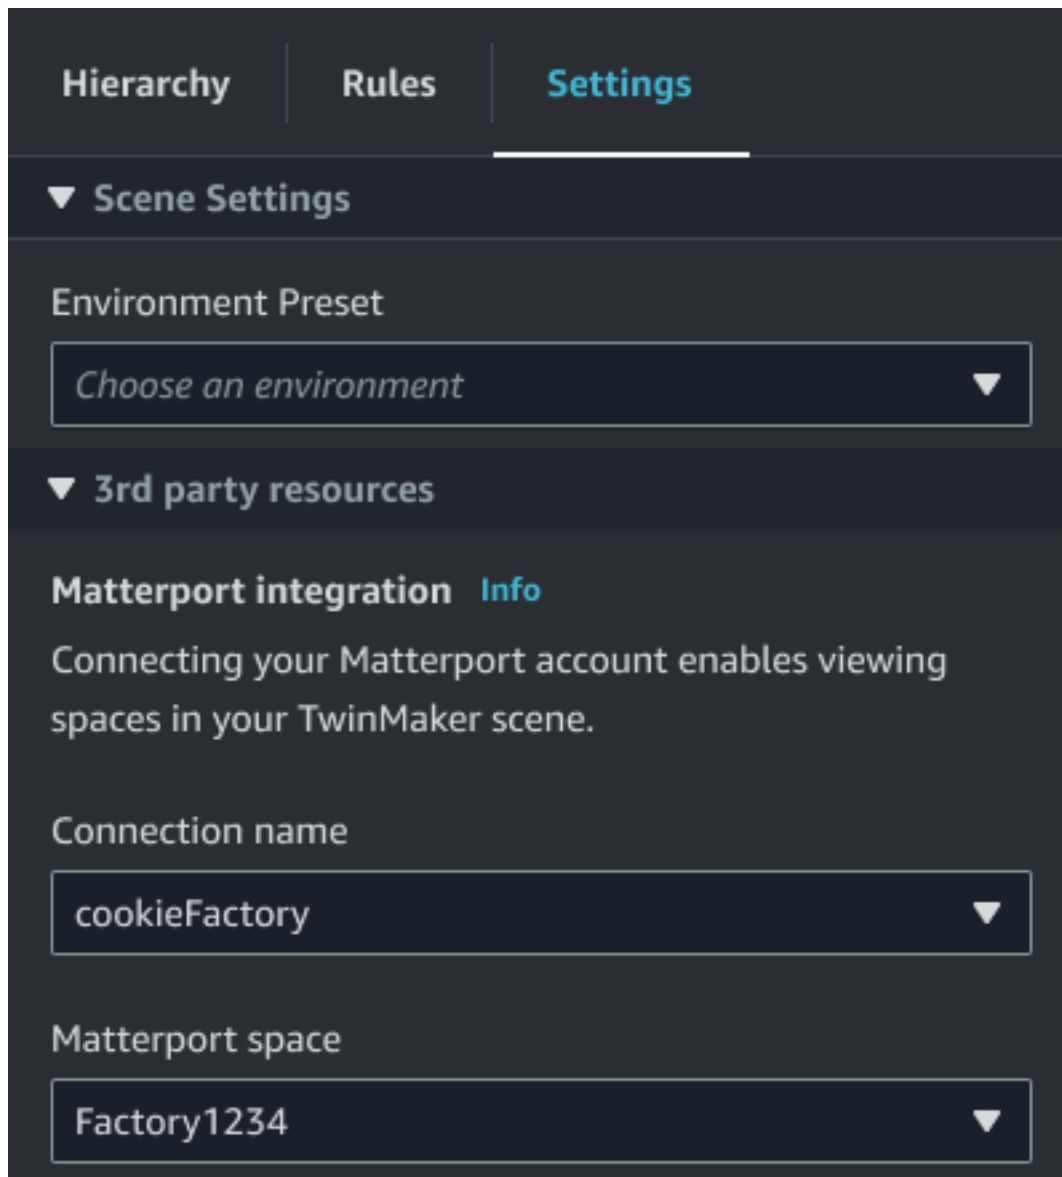 Hierarchy Rules Settings
Scene Settings
Environment Preset
Choose an environment
3rd party resources
Matterport integration Info
Connecting your Matterport account enables viewing
spaces in your TwinMaker scene.
Connection name
cookieFactory
Matterport space
Factory1234